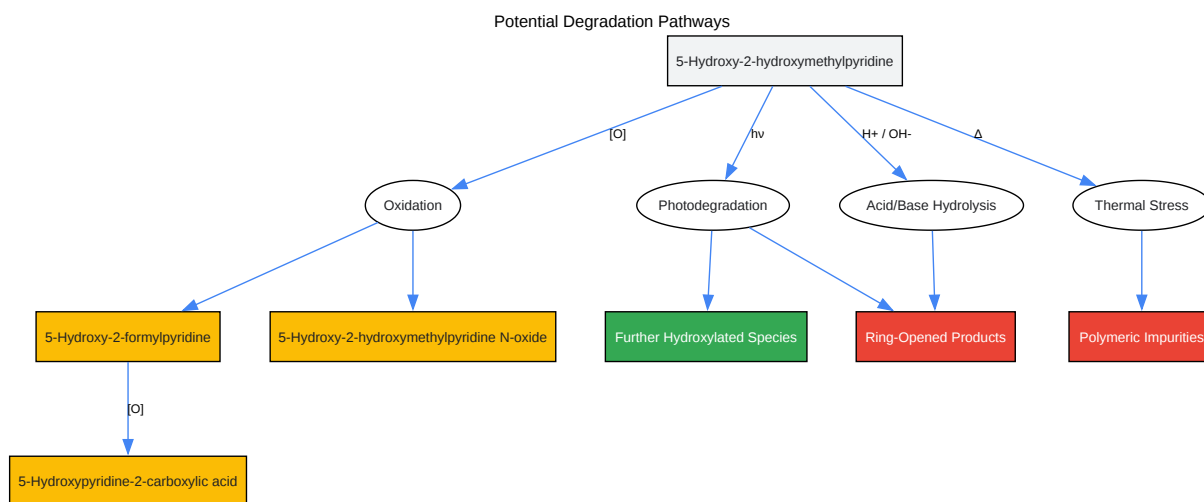 Potential Degradation Pathways
5-Hydroxy-2-hydroxymethylpyridine
[O]
hν
H+ / OH-
Δ
Oxidation
Photodegradation
Acid/Base Hydrolysis
Thermal Stress
5-Hydroxy-2-formylpyridine
5-Hydroxy-2-hydroxymethylpyridine N-oxide
Further Hydroxylated Species
Ring-Opened Products
Polymeric Impurities
[O]
5-Hydroxypyridine-2-carboxylic acid